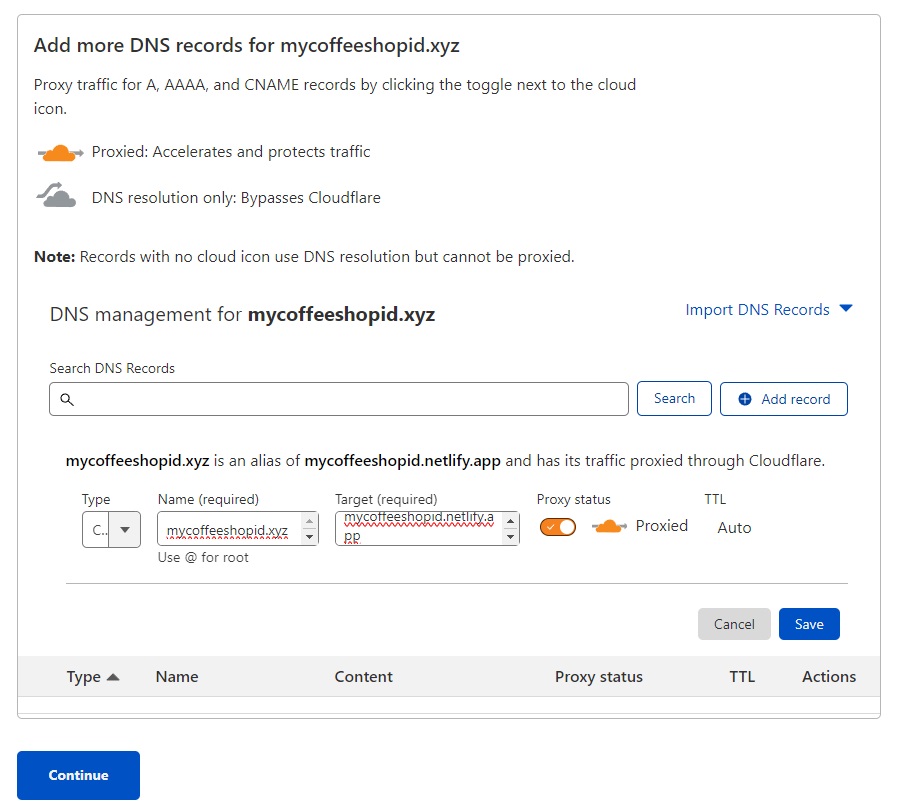 Add more DNS records for mycoffeeshopid.xyz
Proxy traffic for A, AAAA, and CNAME records by clicking the toggle next to the cloud
icon.
Proxied: Accelerates and protects traffic
DNS resolution only: Bypasses Cloudflare
Note: Records with no cloud icon use DNS resolution but cannot be proxied.
DNS management for mycoffeeshopid.xyz
Import DNS Records
Search DNS Records
Search
Add record
mycoffeeshopid.xyz is an alias of mycoffeeshopid.netlify.app and has its traffic proxied through Cloudflare.
Type Name (required) Target (required) Proxy status TTL
C.. mycoffeeshopid.xyz mycoffeeshopid.netlify.a
pp
Proxied Auto
Use @ for root
Cancel Save
Type Name Content Proxy status TTL Actions
Continue